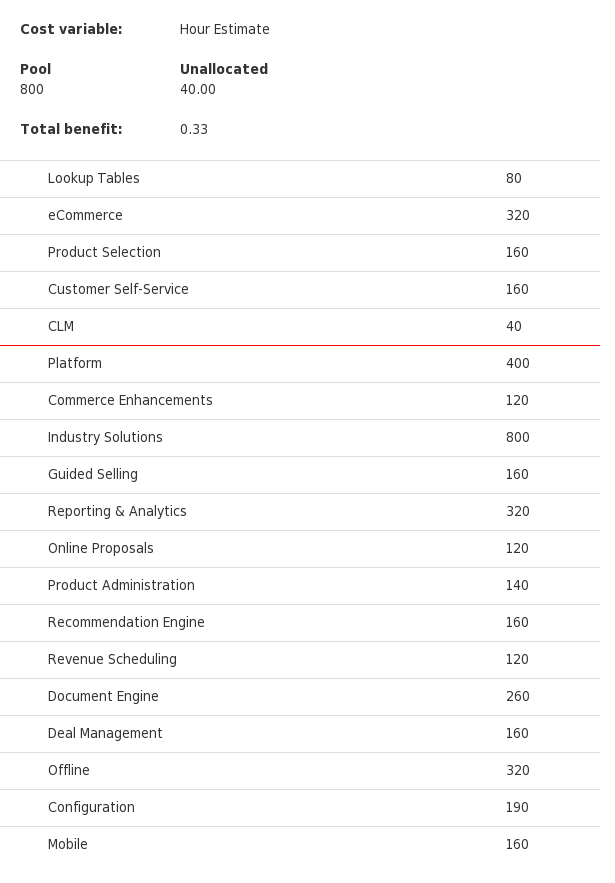 Cost variable: Hour Estimate
Pool Unallocated
800 40.00
Total benefit: 0.33
Lookup Tables 80
eCommerce 320
Product Selection 160
Customer Self-Service 160
CLM 40
Platform 400
Commerce Enhancements 120
Industry Solutions 800
Guided Selling 160
Reporting & Analytics 320
Online Proposals 120
Product Administration 140
Recommendation Engine 160
Revenue Scheduling 120
Document Engine 260
Deal Management 160
Offline 320
Configuration 190
Mobile 160